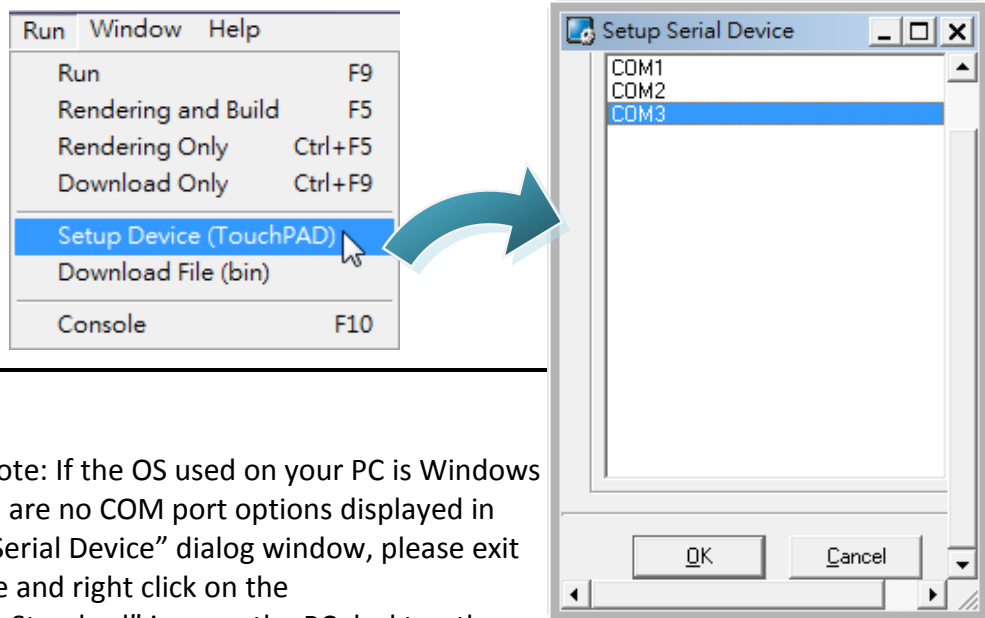 Run Window Help
Run F9
Rendering and Build F5
Rendering Only Ctrl+F5
Download Only Ctrl+F9
Setup Device (TouchPAD)
Download File (bin)
Console F10
Setup Serial Device
COM1
COM2
COM3
OK Cancel
ote: If the OS used on your PC is Windows
are no COM port options displayed in
Serial Device” dialog window, please exit
e and right click on the